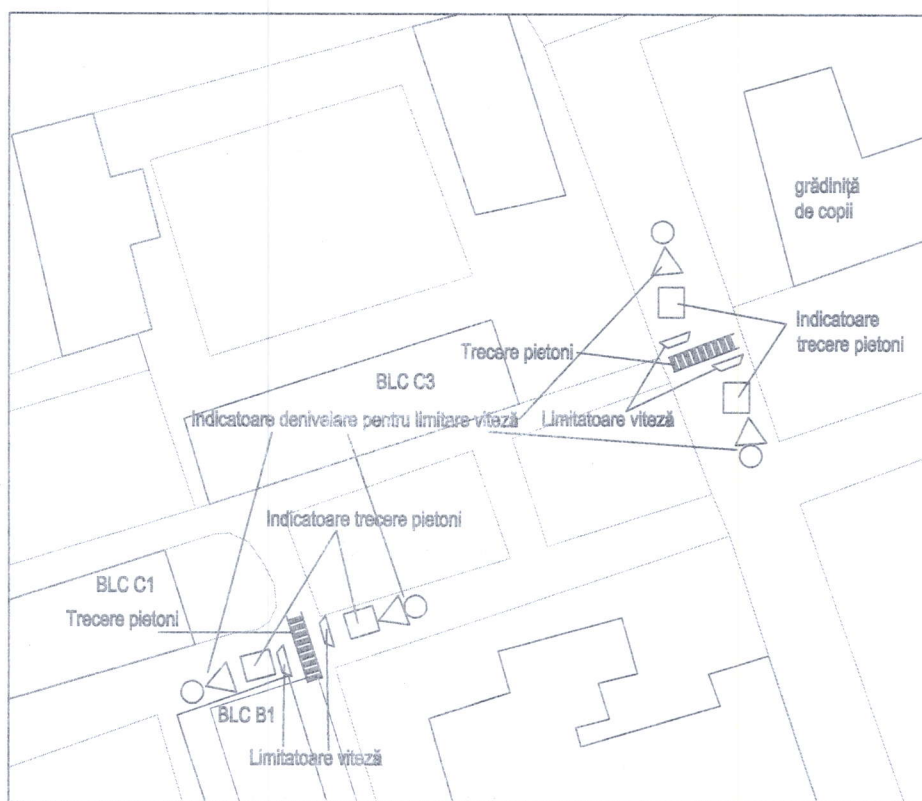 grădiniță
de copii
Indicatoare
trecere pietoni
Trecere pietoni
BLC C3
Indicatoare denivelare pentru limitare viteză
Limitatoare viteză
Indicatoare trecere pietoni
BLC C1
Trecere pietoni
BLC B1
Limitatoare viteză